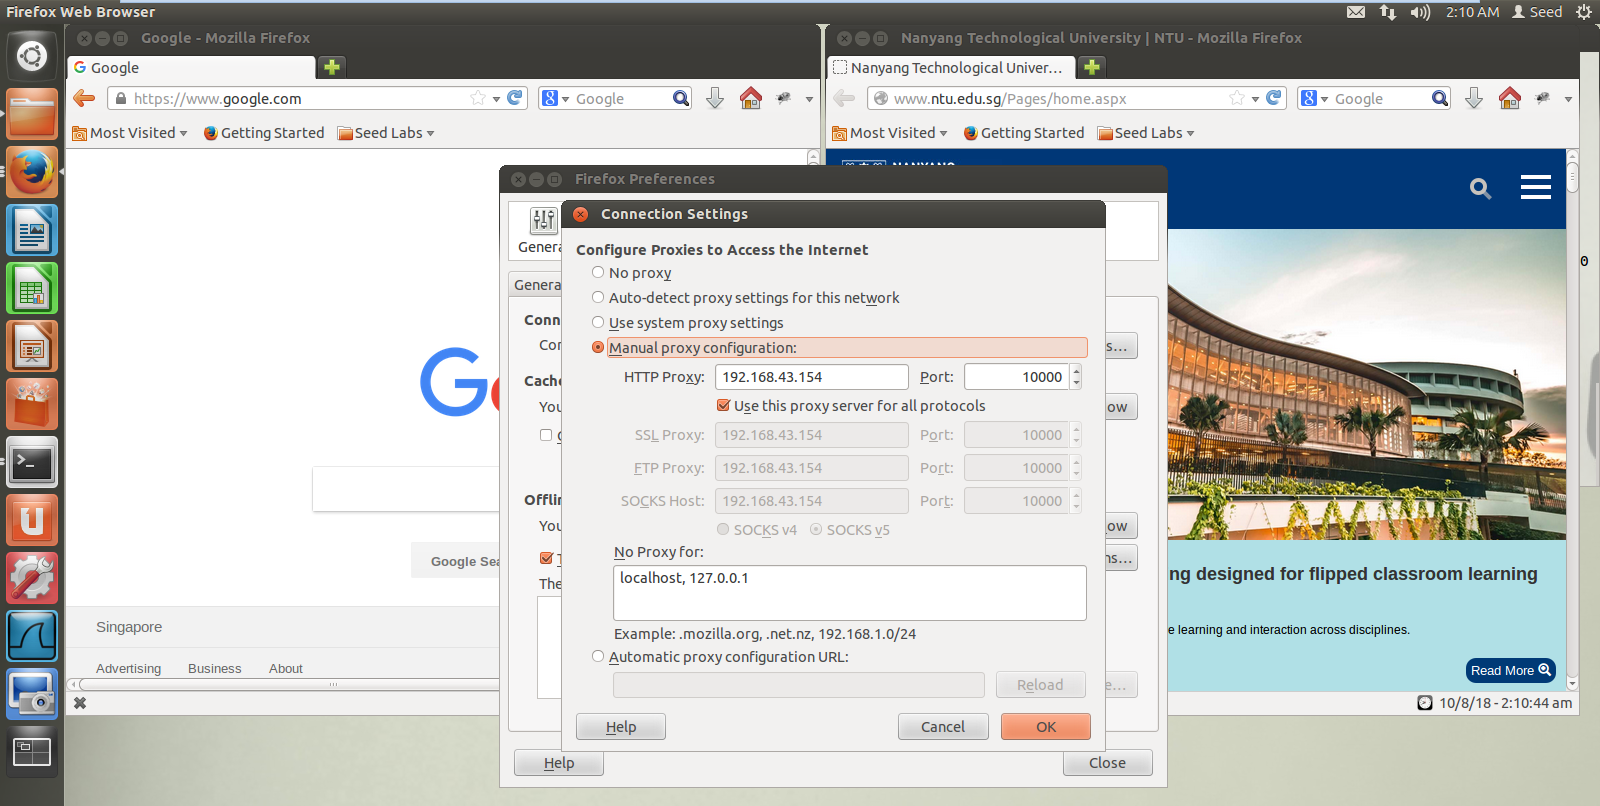 Firefox Web Browser
2:10 AM
Seed
Google - Mozilla Firefox
Google
https://www.google.com
Google
Most Visited
Getting Started
Seed Labs
Nanyang Technological University | NTU - Mozilla Firefox
Nanyang Technological Univer...
www.ntu.edu.sg/Pages/home.aspx
Google
Most Visited
Getting Started
Seed Labs
Firefox Preferences
Genera
Genera
Conn
Con
s...
Cache
You
ow
Offlin
You
ow
T
ns...
The
e...
Help
Close
Connection Settings
Configure Proxies to Access the Internet
No proxy
Auto-detect proxy settings for this network
Use system proxy settings
Manual proxy configuration:
HTTP Proxy: 192.168.43.154 Port: 10000
Use this proxy server for all protocols
SSL Proxy: 192.168.43.154 Port: 10000
FTP Proxy: 192.168.43.154 Port: 10000
SOCKS Host: 192.168.43.154 Port: 10000
SOCKS v4 SOCKS v5
No Proxy for:
localhost, 127.0.0.1
Example: .mozilla.org, .net.nz, 192.168.1.0/24
Automatic proxy configuration URL:
Reload
Help
Cancel
OK
Google Sea
Singapore
Advertising Business About
0
ng designed for flipped classroom learning
e learning and interaction across disciplines.
Read More
10/8/18 - 2:10:44 am